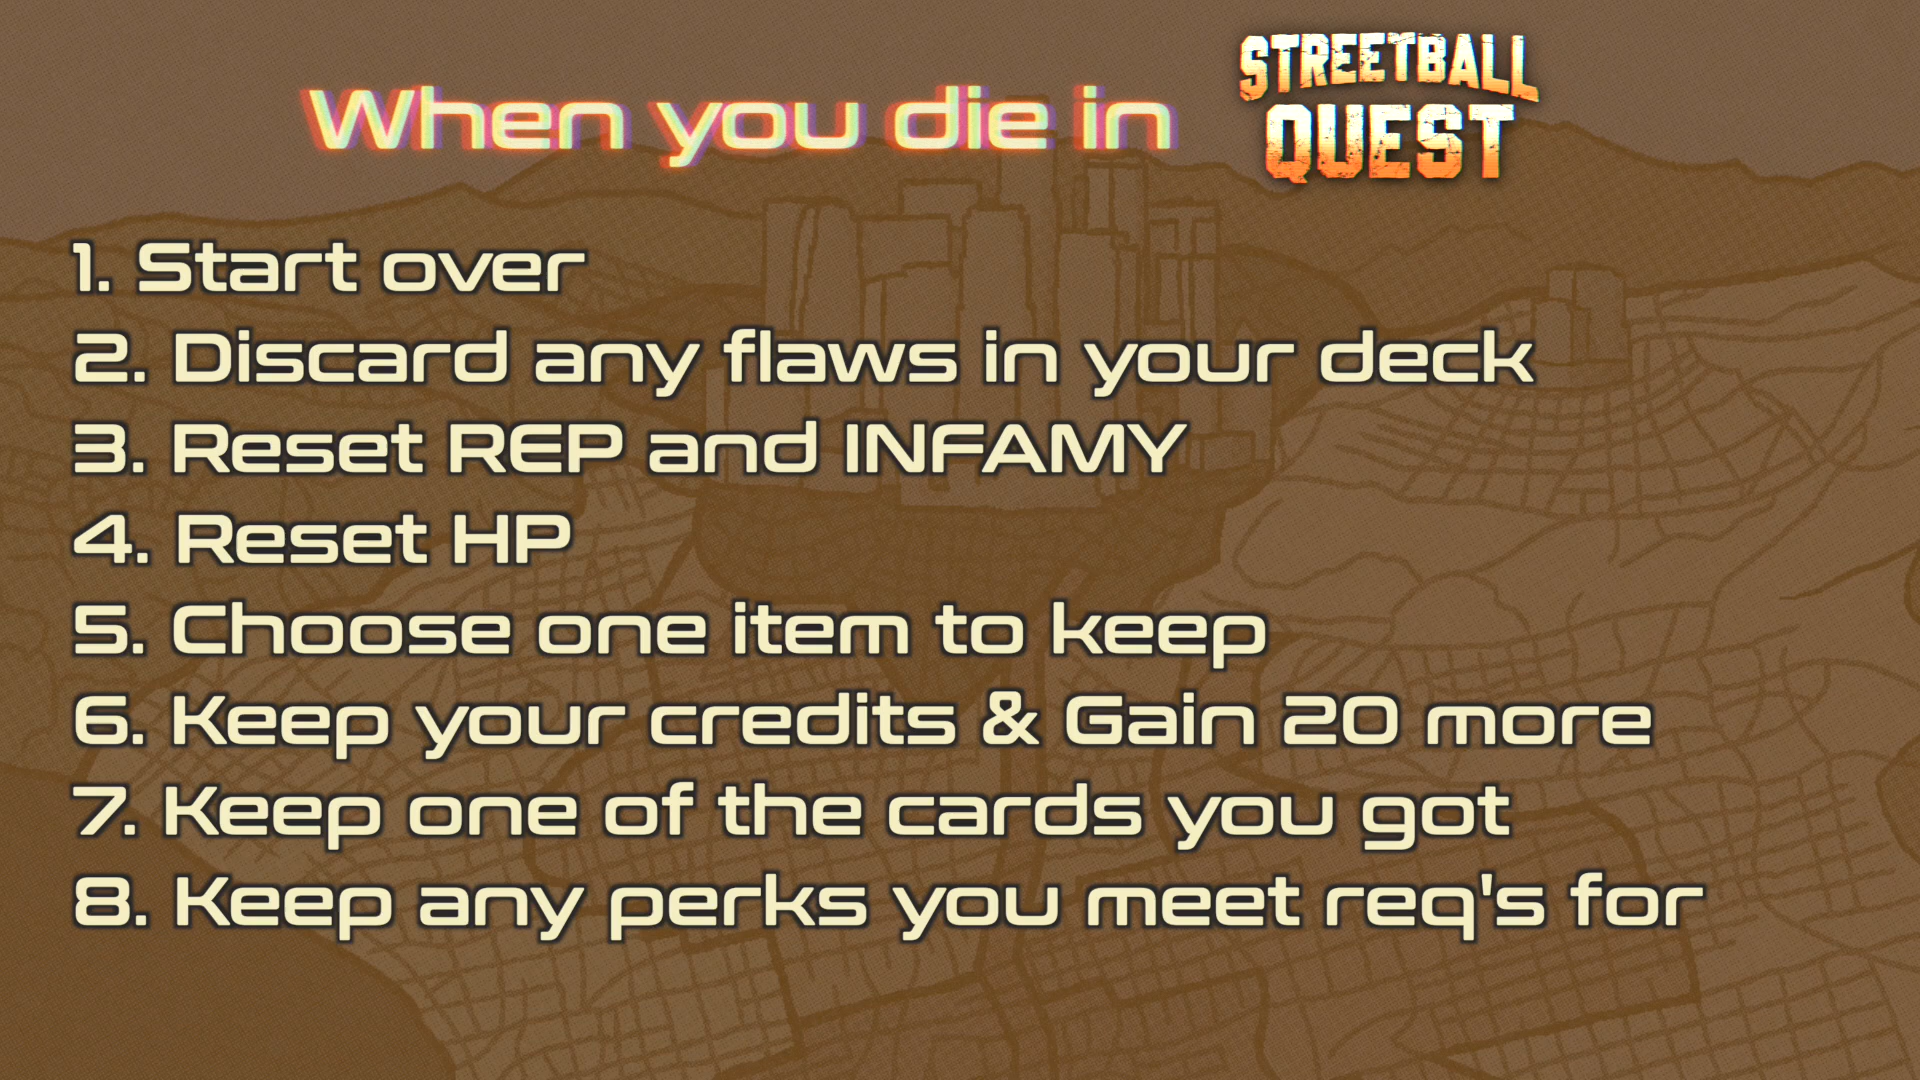 When you die in STREETBALL QUEST
1. Start over
2. Discard any flaws in your deck
3. Reset REP and INFAMY
4. Reset HP
5. Choose one item to keep
6. Keep your credits & Gain 20 more
7. Keep one of the cards you got
8. Keep any perks you meet req's for